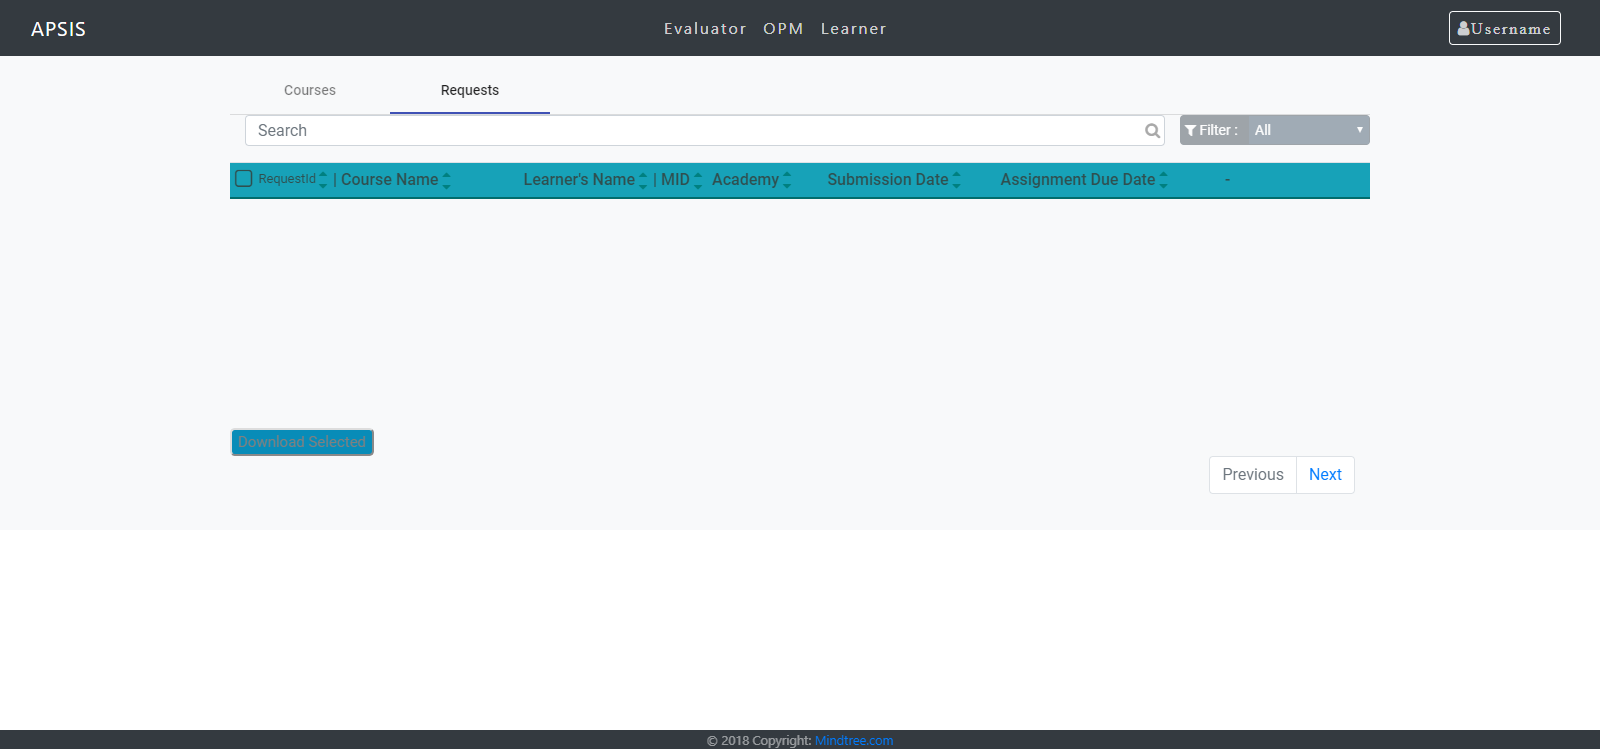 APSIS Evaluator OPM Learner Username
Courses Requests
Search Filter : All
RequestId | Course Name Learner's Name | MID Academy Submission Date Assignment Due Date -
Download Selected
Previous Next
© 2018 Copyright: Mindtree.com